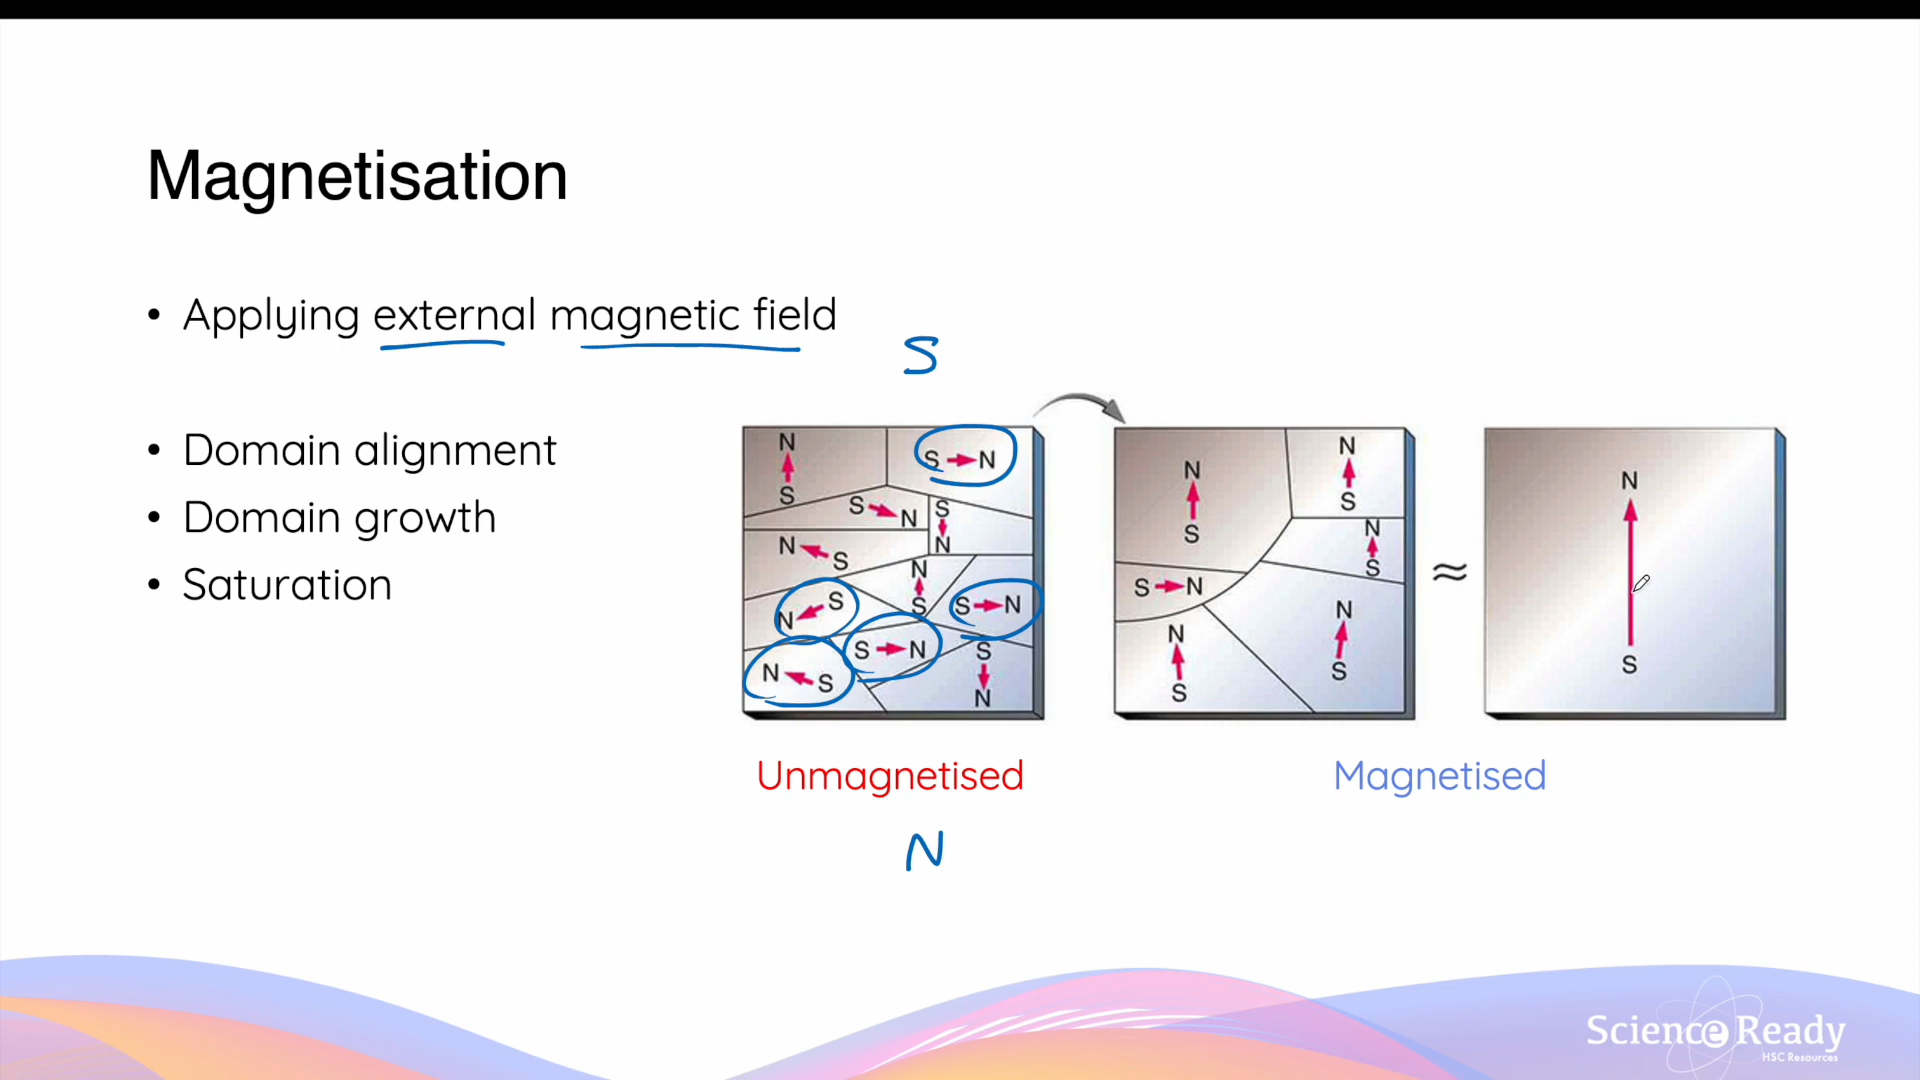 Magnetisation
• Applying external magnetic field
S
• Domain alignment
• Domain growth
• Saturation
N
S
S N
S N
S
N
N S
N
S
N S
S N
S N
N S
S
N
N
S
N
S
N
S
S N
N
S
N
S
≈
N
S
Unmagnetised
Magnetised
N
Science Ready
HSC Resources